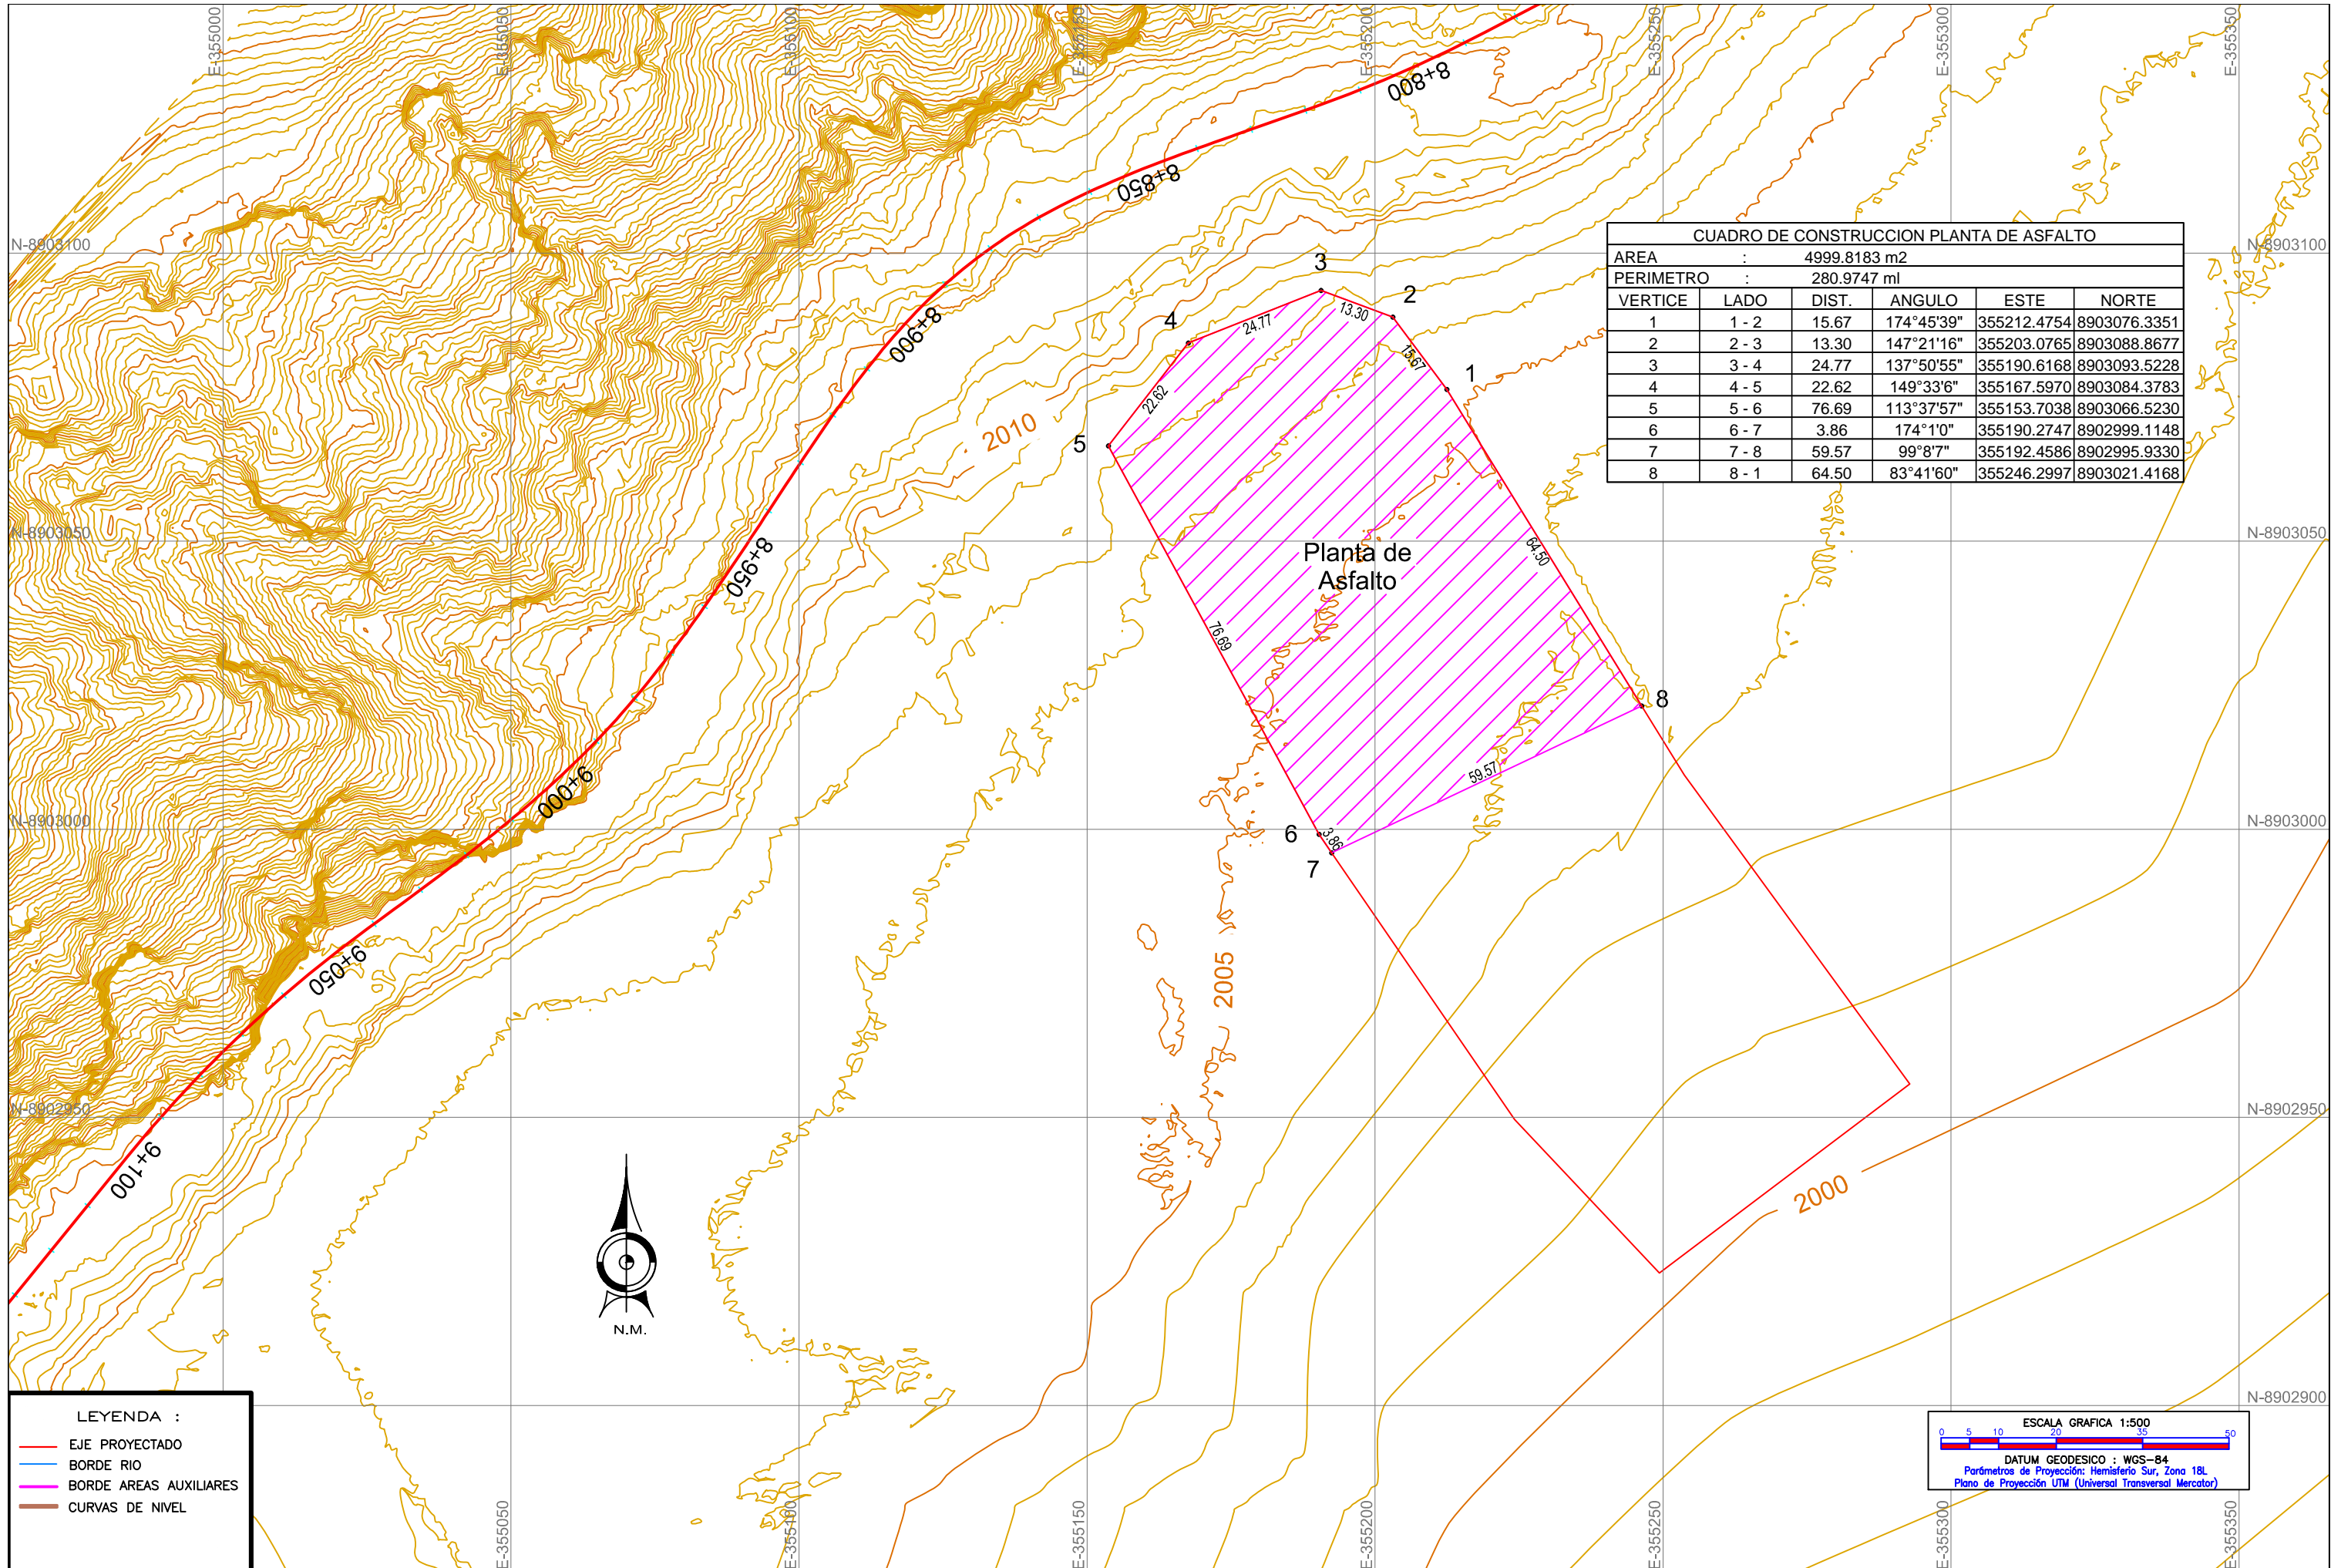 E-355000
E-355050
E-355100
E-355150
E-355200
E-355250
E-355300
E-355350
8+800
8+850
N-8903100
N-8903100
CUADRO DE CONSTRUCCION PLANTA DE ASFALTO
AREA : 4999.8183 m2
PERIMETRO : 280.9747 ml
VERTICE LADO DIST. ANGULO ESTE NORTE
1 1 - 2 15.67 174°45'39" 355212.4754 8903076.3351
2 2 - 3 13.30 147°21'16" 355203.0765 8903088.8677
3 3 - 4 24.77 137°50'55" 355190.6168 8903093.5228
4 4 - 5 22.62 149°33'6" 355167.5970 8903084.3783
5 5 - 6 76.69 113°37'57" 355153.7038 8903066.5230
6 6 - 7 3.86 174°1'0" 355190.2747 8902999.1148
7 7 - 8 59.57 99°8'7" 355192.4586 8902995.9330
8 8 - 1 64.50 83°41'60" 355246.2997 8903021.4168
3
2
4
13.30
24.77
8+900
15.67
1
22.62
2010
5
N-8903050
N-8903050
8+950
Planta de
Asfalto
64.50
76.69
8
59.57
9+000
N-8903000
N-8903000
6
3.86
7
9+050
2005
N-8902950
N-8902950
9+100
2000
N.M.
N-8902900
LEYENDA :
EJE PROYECTADO
BORDE RIO
BORDE AREAS AUXILIARES
CURVAS DE NIVEL
ESCALA GRAFICA 1:500
0 5 10 20 35 50
DATUM GEODESICO : WGS-84
Parámetros de Proyección: Hemisferio Sur, Zona 18L
Plano de Proyección UTM (Universal Transversal Mercator)
E-355050
E-355100
E-355150
E-355200
E-355250
E-355300
E-355350